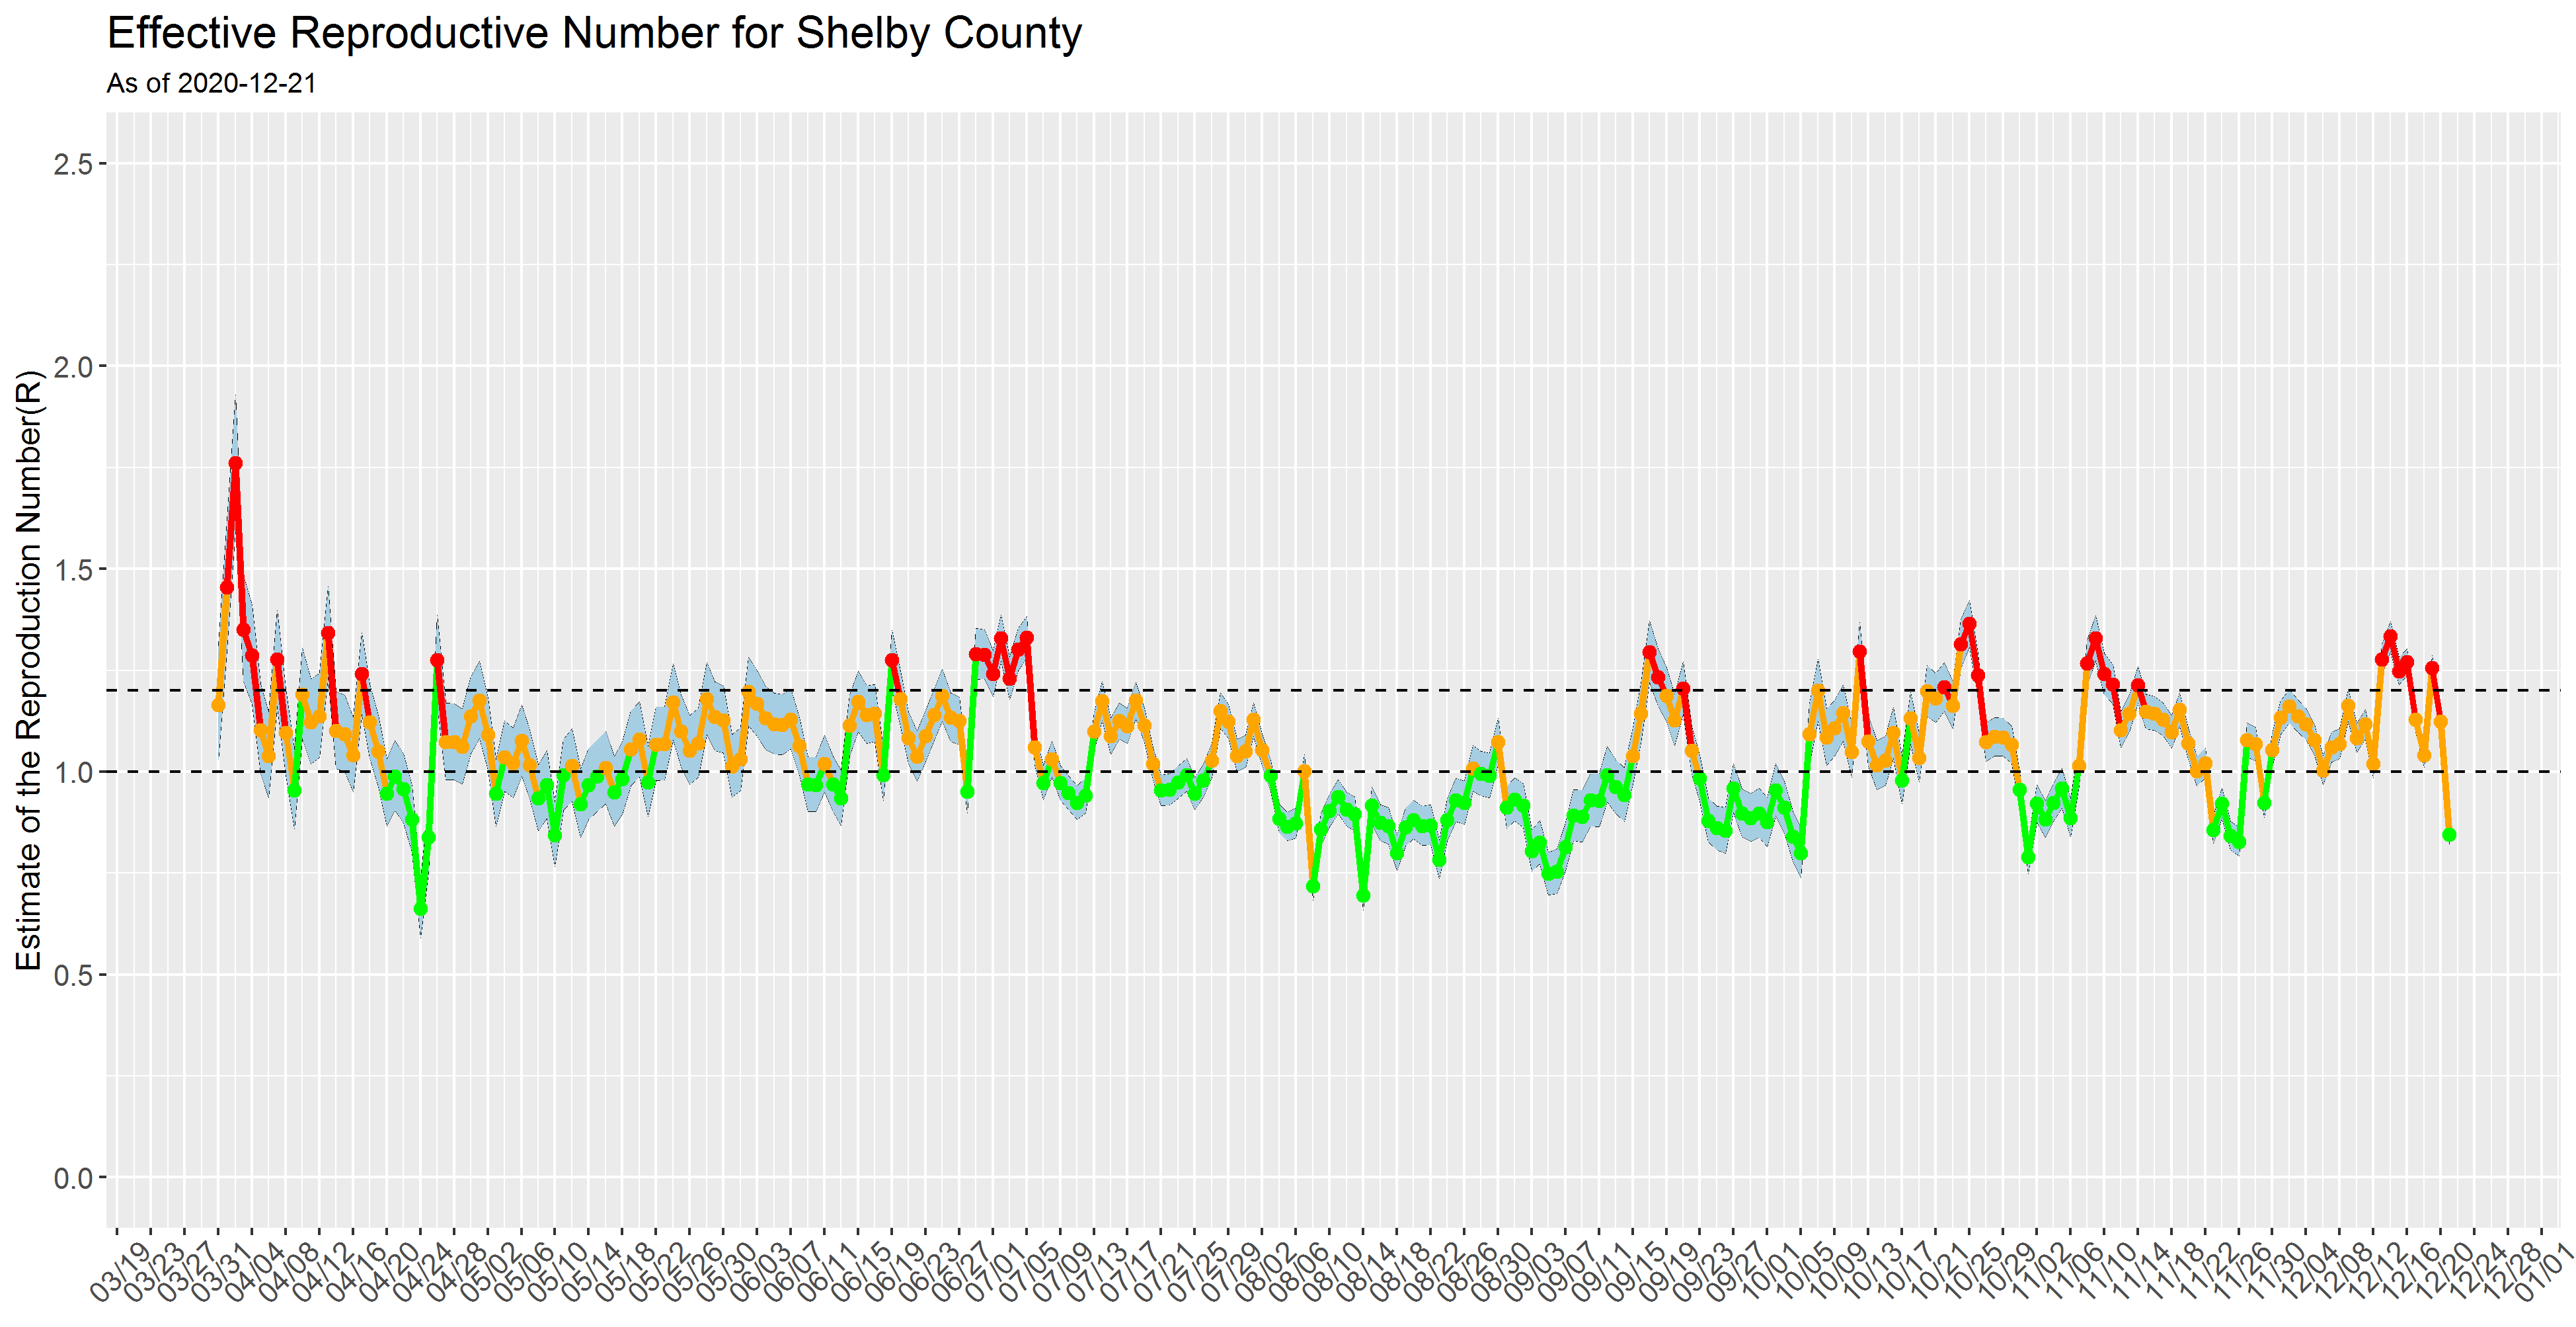 Effective Reproductive Number for Shelby County
As of 2020-12-21
Estimate of the Reproduction Number(R)
2.5
2.0
1.5
1.0
0.5
0.0
03/19 03/23 03/27 03/31 04/04 04/08 04/12 04/16 04/20 04/24 04/28 05/02 05/06 05/10 05/14 05/18 05/22 05/26 05/30 06/03 06/07 06/11 06/15 06/19 06/23 06/27 07/01 07/05 07/09 07/13 07/17 07/21 07/25 07/29 08/02 08/06 08/10 08/14 08/18 08/22 08/26 08/30 09/03 09/07 09/11 09/15 09/19 09/23 09/27 10/01 10/05 10/09 10/13 10/17 10/21 10/25 10/29 11/02 11/06 11/10 11/14 11/18 11/22 11/26 11/30 12/04 12/08 12/12 12/16 12/20 12/24 12/28 01/01